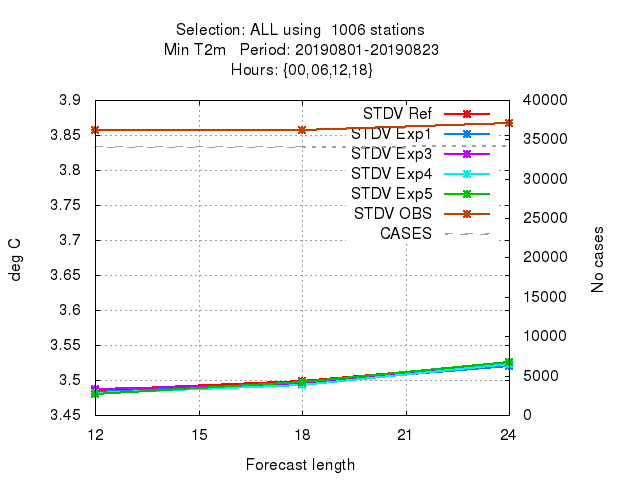 Selection: ALL using  1006 stations
Min T2m   Period: 20190801-20190823
Hours: {00,06,12,18}
3.9
3.85
3.8
3.75
3.7
3.65
3.6
3.55
3.5
3.45
40000
35000
30000
25000
20000
15000
10000
5000
0
STDV Ref
STDV Exp1
STDV Exp3
STDV Exp4
STDV Exp5
STDV OBS
CASES
deg C
No cases
12
15
18
21
24
Forecast length